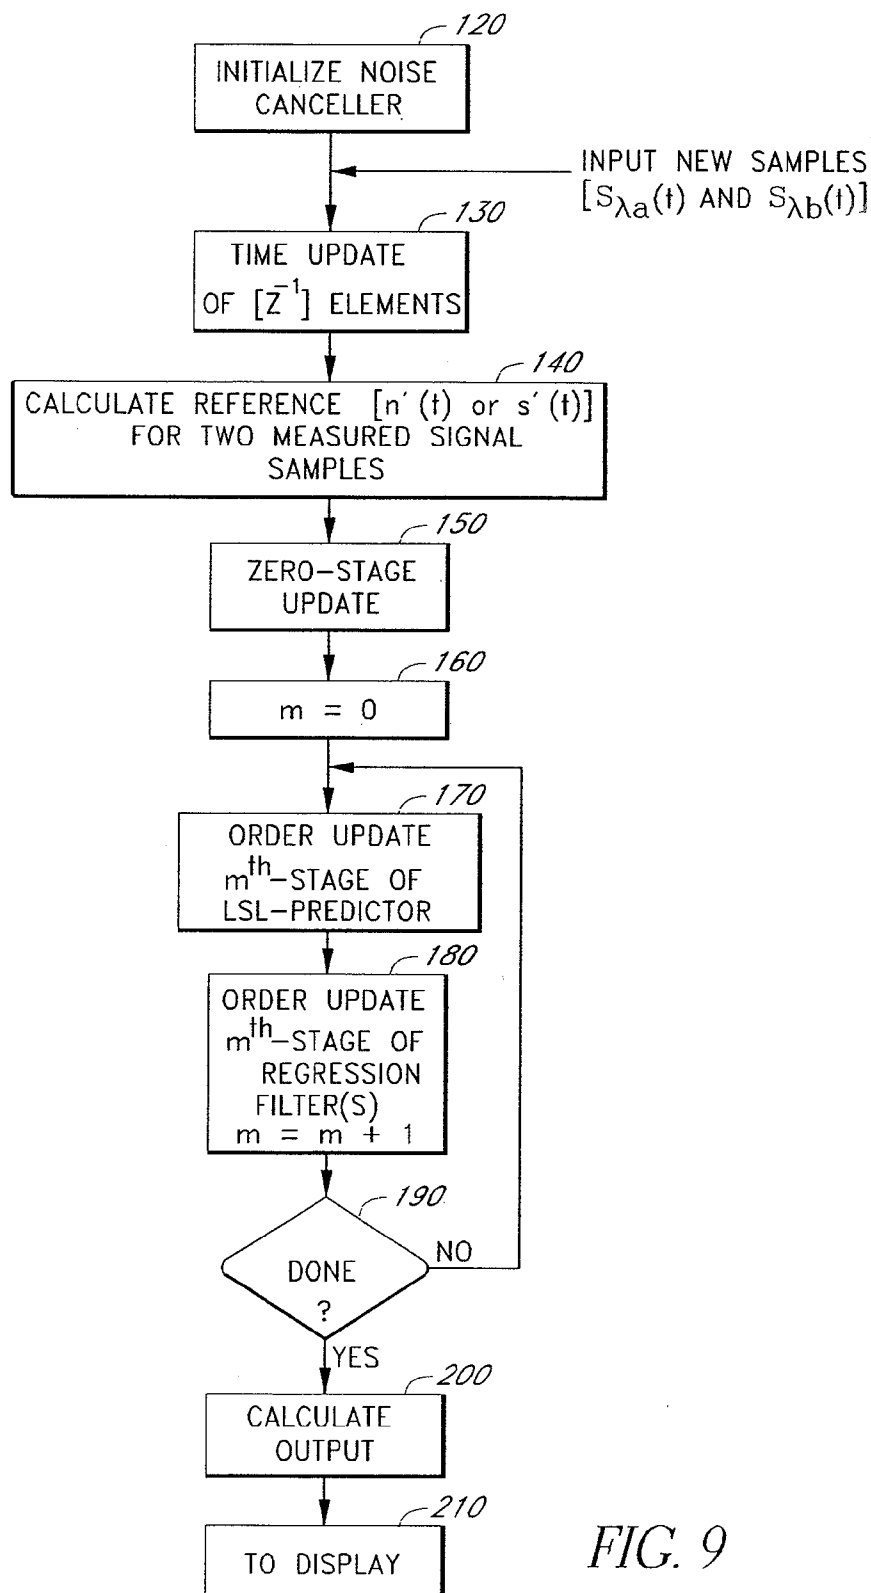 120
INITIALIZE NOISE
CANCELLER
INPUT NEW SAMPLES
[Sλa(t) AND Sλb(t)]
130
TIME UPDATE
OF [Z⁻¹] ELEMENTS
140
CALCULATE REFERENCE [n'(t) or s'(t)]
FOR TWO MEASURED SIGNAL
SAMPLES
150
ZERO-STAGE
UPDATE
160
m = 0
170
ORDER UPDATE
mth-STAGE OF
LSL-PREDICTOR
180
ORDER UPDATE
mth-STAGE OF
REGRESSION
FILTER(S)
m = m + 1
190
DONE
?
NO
YES
200
CALCULATE
OUTPUT
210
TO DISPLAY
FIG. 9